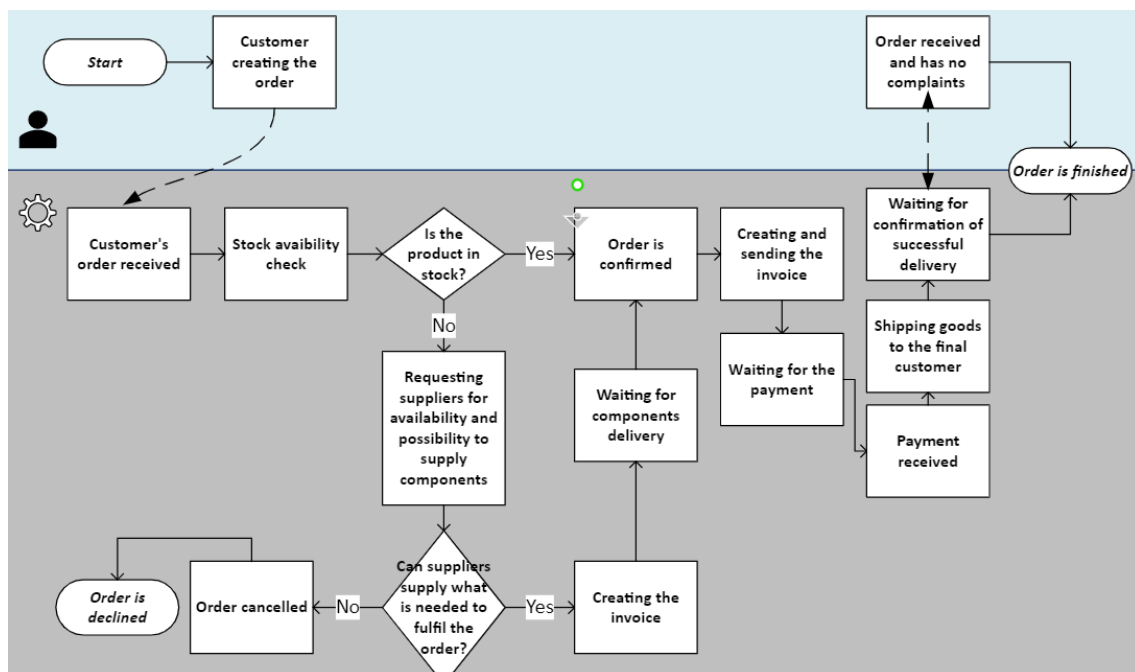 Start
Customer
creating the
order
Order received
and has no
complaints
Order is finished
Customer's
order received
Stock avaibility
check
Is the
product in
stock?
Yes
Order is
confirmed
Creating and
sending the
invoice
Waiting for
confirmation of
successful
delivery
No
Requesting
suppliers for
availability and
possibility to
supply
components
Waiting for
components
delivery
Waiting for the
payment
Shipping goods
to the final
customer
Payment
received
Order is
declined
Order cancelled
No
Can suppliers
supply what
is needed to
fulfil the
order?
Yes
Creating the
invoice